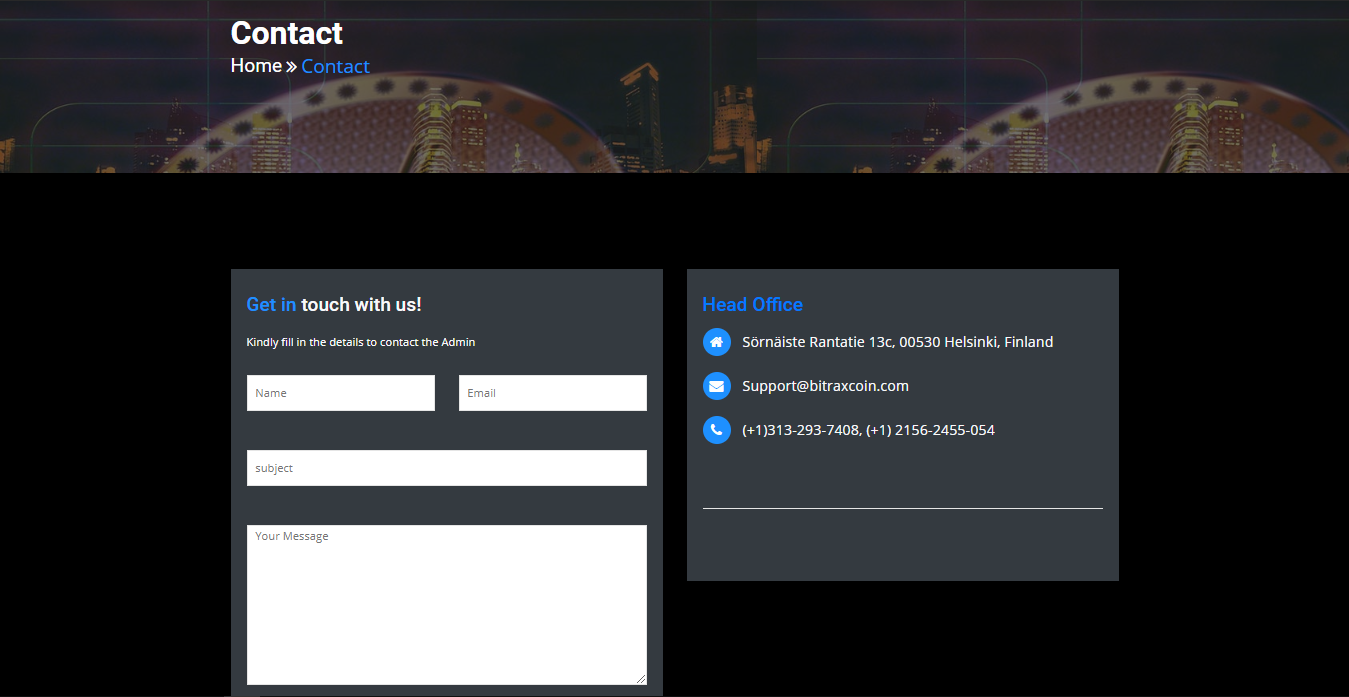 Contact
Home » Contact
Get in touch with us!
Kindly fill in the details to contact the Admin
Name
Email
subject
Your Message
Head Office
Sörnäiste Rantatie 13c, 00530 Helsinki, Finland
Support@bitraxcoin.com
(+1)313-293-7408, (+1) 2156-2455-054